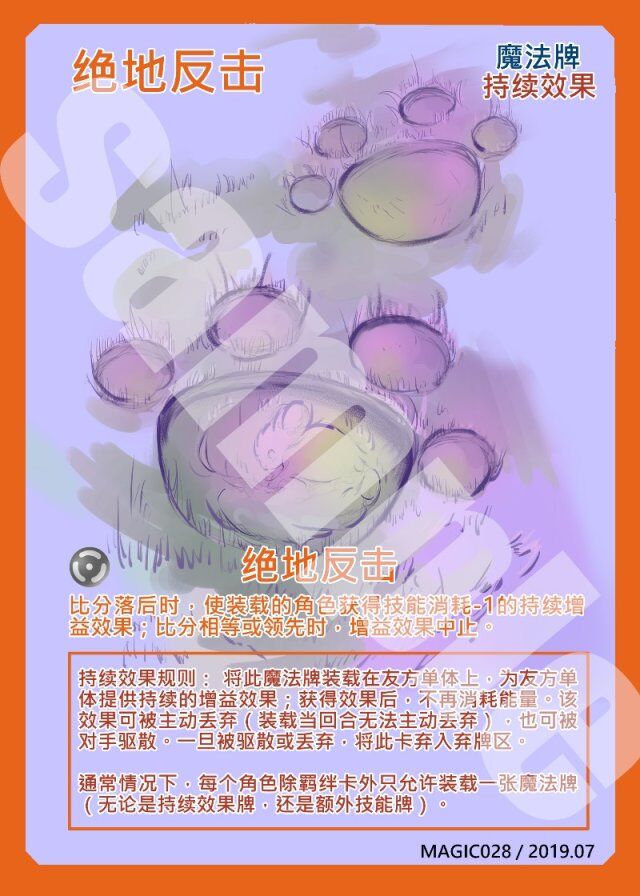 绝地反击
魔法牌
持续效果
Sample
绝地反击
比分落后时，使装载的角色获得技能消耗-1的持续增
益效果；比分相等或领先时，增益效果中止。
持续效果规则： 将此魔法牌装载在友方单体上，为友方单
体提供持续的增益效果；获得效果后，不再消耗能量。该
效果可被主动丢弃（装载当回合无法主动丢弃），也可被
对手驱散。一旦被驱散或丢弃，将此卡弃入弃牌区。
通常情况下，每个角色除羁绊卡外只允许装载一张魔法牌
（无论是持续效果牌，还是额外技能牌）。
MAGIC028 / 2019.07